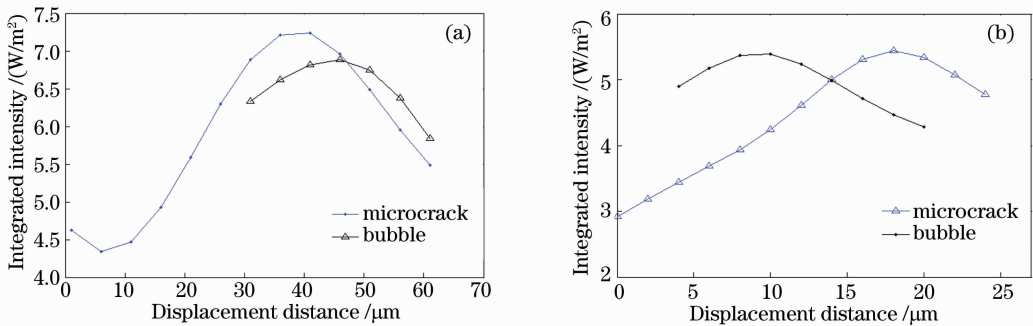 (a)
Integrated intensity /(W/m²)
7.5
7.0
6.5
6.0
5.5
5.0
4.5
4.0
microcrack
bubble
0 10 20 30 40 50 60 70
Displacement distance /μm
(b)
Integrated intensity /(W/m²)
6
5
4
3
2
microcrack
bubble
0 5 10 15 20 25
Displacement distance /μm